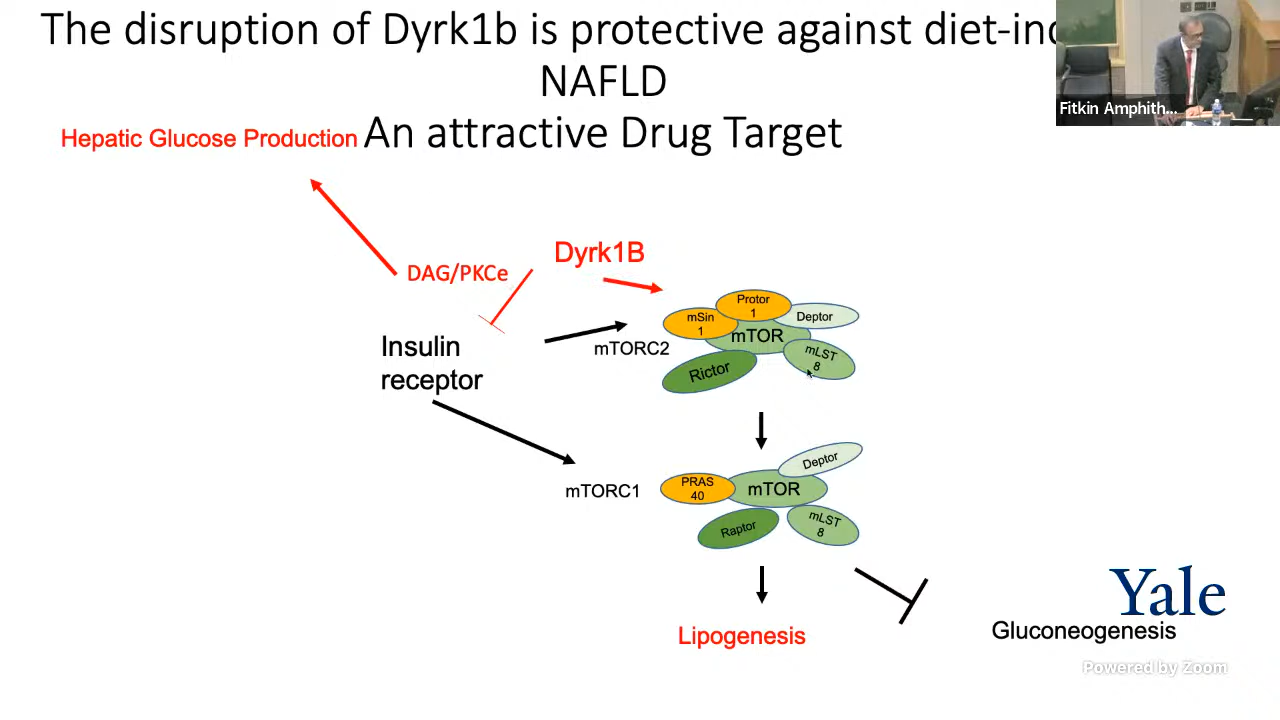 The disruption of Dyrk1b is protective against diet-ind
NAFLD
An attractive Drug Target
Fitkin Amphith...
Hepatic Glucose Production
DAG/PKCe
Dyrk1B
Insulin
receptor
mTORC2
mSin
1
Protor
1
Deptor
mTOR
mLST
8
Rictor
mTORC1
PRAS
40
mTOR
Deptor
Raptor
mLST
8
Lipogenesis
Gluconeogenesis
Yale
Powered by Zoom